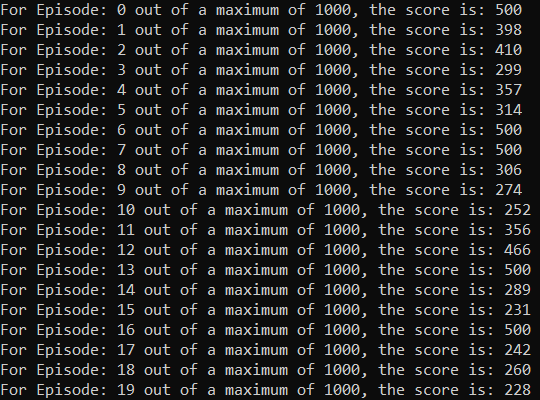 For Episode: 0 out of a maximum of 1000, the score is: 500
For Episode: 1 out of a maximum of 1000, the score is: 398
For Episode: 2 out of a maximum of 1000, the score is: 410
For Episode: 3 out of a maximum of 1000, the score is: 299
For Episode: 4 out of a maximum of 1000, the score is: 357
For Episode: 5 out of a maximum of 1000, the score is: 314
For Episode: 6 out of a maximum of 1000, the score is: 500
For Episode: 7 out of a maximum of 1000, the score is: 500
For Episode: 8 out of a maximum of 1000, the score is: 306
For Episode: 9 out of a maximum of 1000, the score is: 274
For Episode: 10 out of a maximum of 1000, the score is: 252
For Episode: 11 out of a maximum of 1000, the score is: 356
For Episode: 12 out of a maximum of 1000, the score is: 466
For Episode: 13 out of a maximum of 1000, the score is: 500
For Episode: 14 out of a maximum of 1000, the score is: 289
For Episode: 15 out of a maximum of 1000, the score is: 231
For Episode: 16 out of a maximum of 1000, the score is: 500
For Episode: 17 out of a maximum of 1000, the score is: 242
For Episode: 18 out of a maximum of 1000, the score is: 260
For Episode: 19 out of a maximum of 1000, the score is: 228